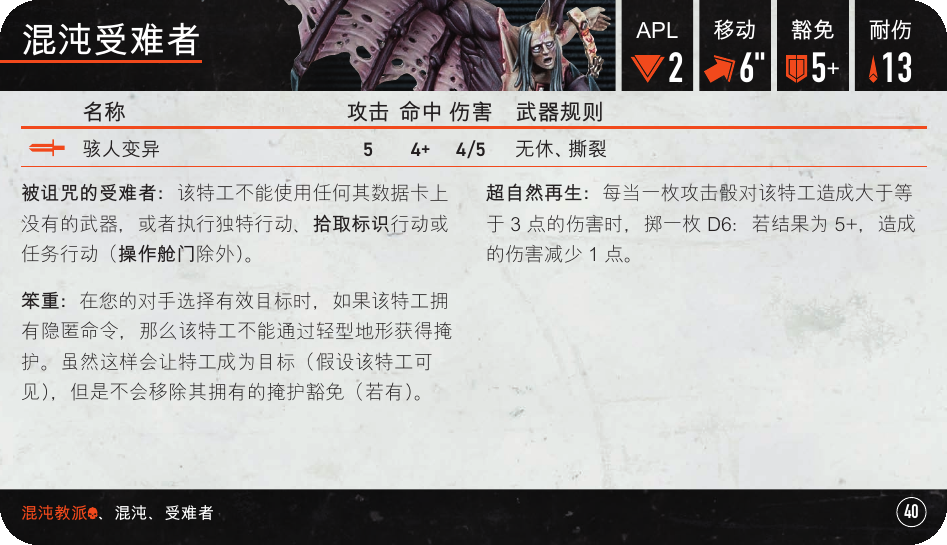 混沌受难者
APL 移动 豁免 耐伤
2 6" 5+ 13
名称 攻击 命中 伤害 武器规则
骇人变异 5 4+ 4/5 无休、撕裂
被诅咒的受难者：该特工不能使用任何其数据卡上
没有的武器，或者执行独特行动、拾取标识行动或
任务行动（操作舱门除外）。
笨重：在您的对手选择有效目标时，如果该特工拥
有隐匿命令，那么该特工不能通过轻型地形获得掩
护。虽然这样会让特工成为目标（假设该特工可
见），但是不会移除其拥有的掩护豁免（若有）。
超自然再生：每当一枚攻击骰对该特工造成大于等
于 3 点的伤害时，掷一枚 D6：若结果为 5+，造成
的伤害减少 1 点。
混沌教派、混沌、受难者
40